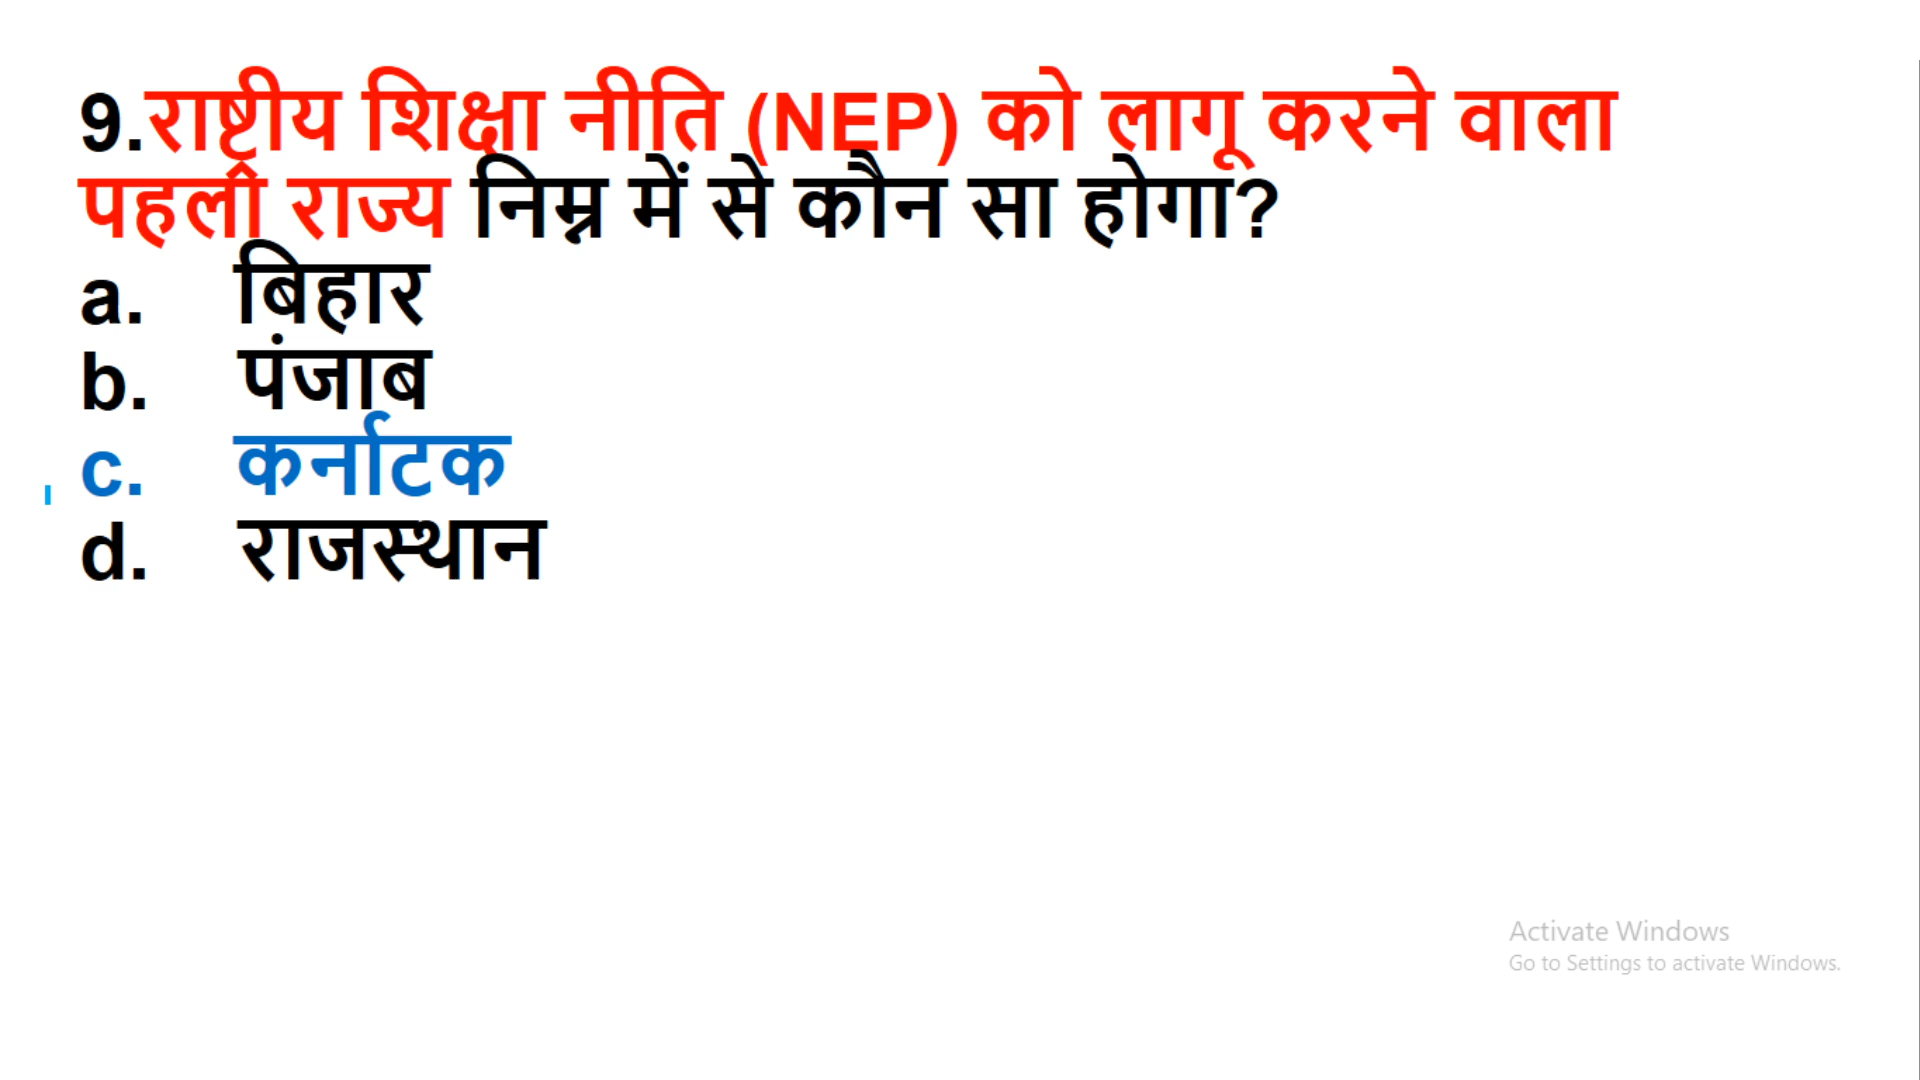 9.राष्ट्रीय शिक्षा नीति (NEP) को लागू करने वाला
पहली राज्य निम्न में से कौन सा होगा?
a. बिहार
b. पंजाब
c. कर्नाटक
d. राजस्थान
Activate Windows
Go to Settings to activate Windows.